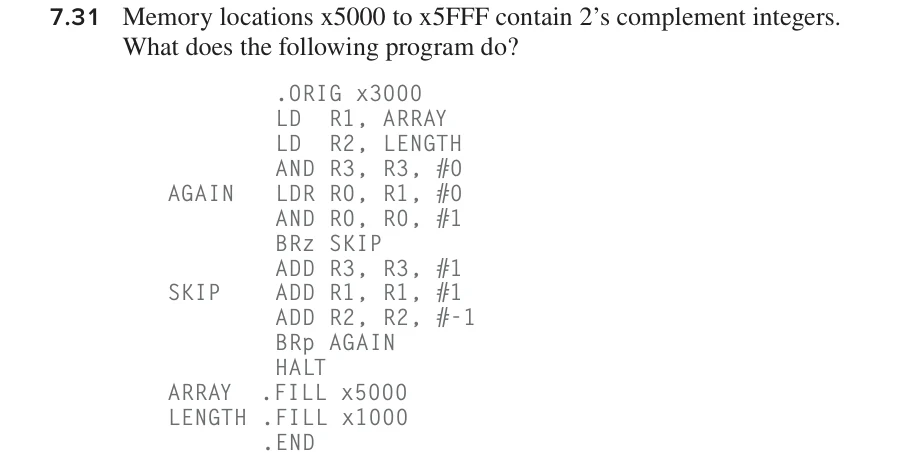 7.31 Memory locations x5000 to x5FFF contain 2’s complement integers.
What does the following program do?
.ORIG x3000
LD R1, ARRAY
LD R2, LENGTH
AND R3, R3, #0
AGAIN LDR R0, R1, #0
AND R0, R0, #1
BRz SKIP
ADD R3, R3, #1
SKIP ADD R1, R1, #1
ADD R2, R2, #-1
BRp AGAIN
HALT
ARRAY .FILL x5000
LENGTH .FILL x1000
.END